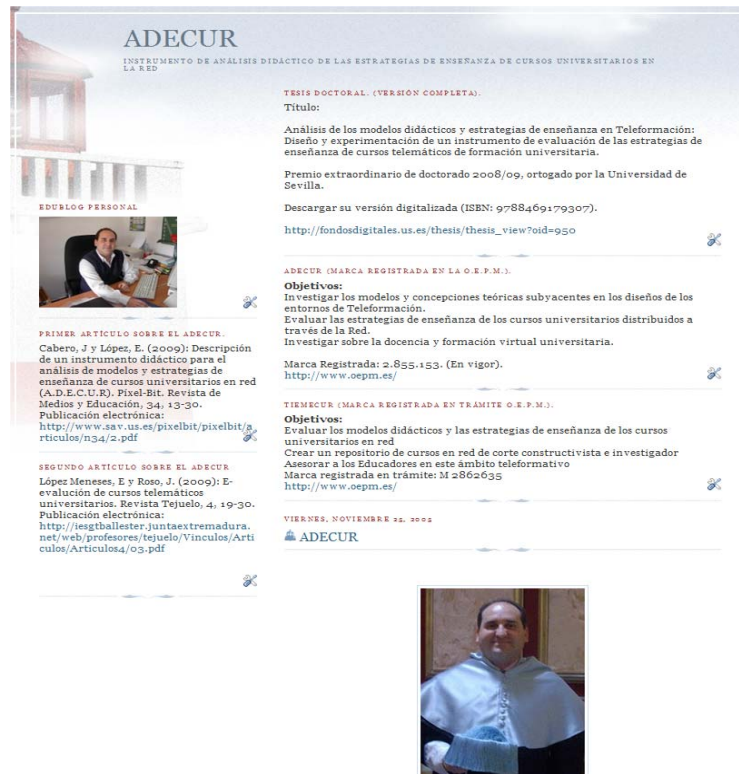 ADECUR
INSTRUMENTO DE ANÁLISIS DIDÁCTICO DE LAS ESTRATEGIAS DE ENSEÑANZA DE CURSOS UNIVERSITARIOS EN
LA RED
EDUBLOG PERSONAL
PRIMER ARTÍCULO SOBRE EL ADECUR.
Cabero, J y López, E. (2009): Descripción
de un instrumento didáctico para el
análisis de modelos y estrategias de
enseñanza de cursos universitarios en red
(A.D.E.C.U.R). Pixel-Bit. Revista de
Medios y Educación, 34, 13-30.
Publicación electrónica:
http://www.sav.us.es/pixelbit/pixelbit/a
rticulos/n34/2.pdf
SEGUNDO ARTÍCULO SOBRE EL ADECUR
López Meneses, E y Roso, J. (2009): E-
evalución de cursos telemáticos
universitarios. Revista Tejuelo, 4, 19-30.
Publicación electrónica:
http://iesgtballester.juntaextremadura.
net/web/profesores/tejuelo/Vinculos/Arti
culos/Articulos4/03.pdf
TESIS DOCTORAL. (VERSIÓN COMPLETA).
Título:
Análisis de los modelos didácticos y estrategias de enseñanza en Teleformación:
Diseño y experimentación de un instrumento de evaluación de las estrategias de
enseñanza de cursos telemáticos de formación universitaria.
Premio extraordinario de doctorado 2008/09, ortogado por la Universidad de
Sevilla.
Descargar su versión digitalizada (ISBN: 9788469179307).
http://fondosdigitales.us.es/thesis/thesis_view?oid=950
ADECUR (MARCA REGISTRADA EN LA O.E.P.M.).
Objetivos:
Investigar los modelos y concepciones teóricas subyacentes en los diseños de los
entornos de Teleformación.
Evaluar las estrategias de enseñanza de los cursos universitarios distribuidos a
través de la Red.
Investigar sobre la docencia y formación virtual universitaria.
Marca Registrada: 2.855.153. (En vigor).
http://www.oepm.es/
TIEMECUR (MARCA REGISTRADA EN TRÁMITE O.E.P.M.).
Objetivos:
Evaluar los modelos didácticos y las estrategias de enseñanza de los cursos
universitarios en red
Crear un repositorio de cursos en red de corte constructivista e investigador
Asesorar a los Educadores en este ámbito teleformativo
Marca registrada en trámite: M 2862635
http://www.oepm.es/
VIERNES, NOVIEMBRE 25, 2005
ADECUR